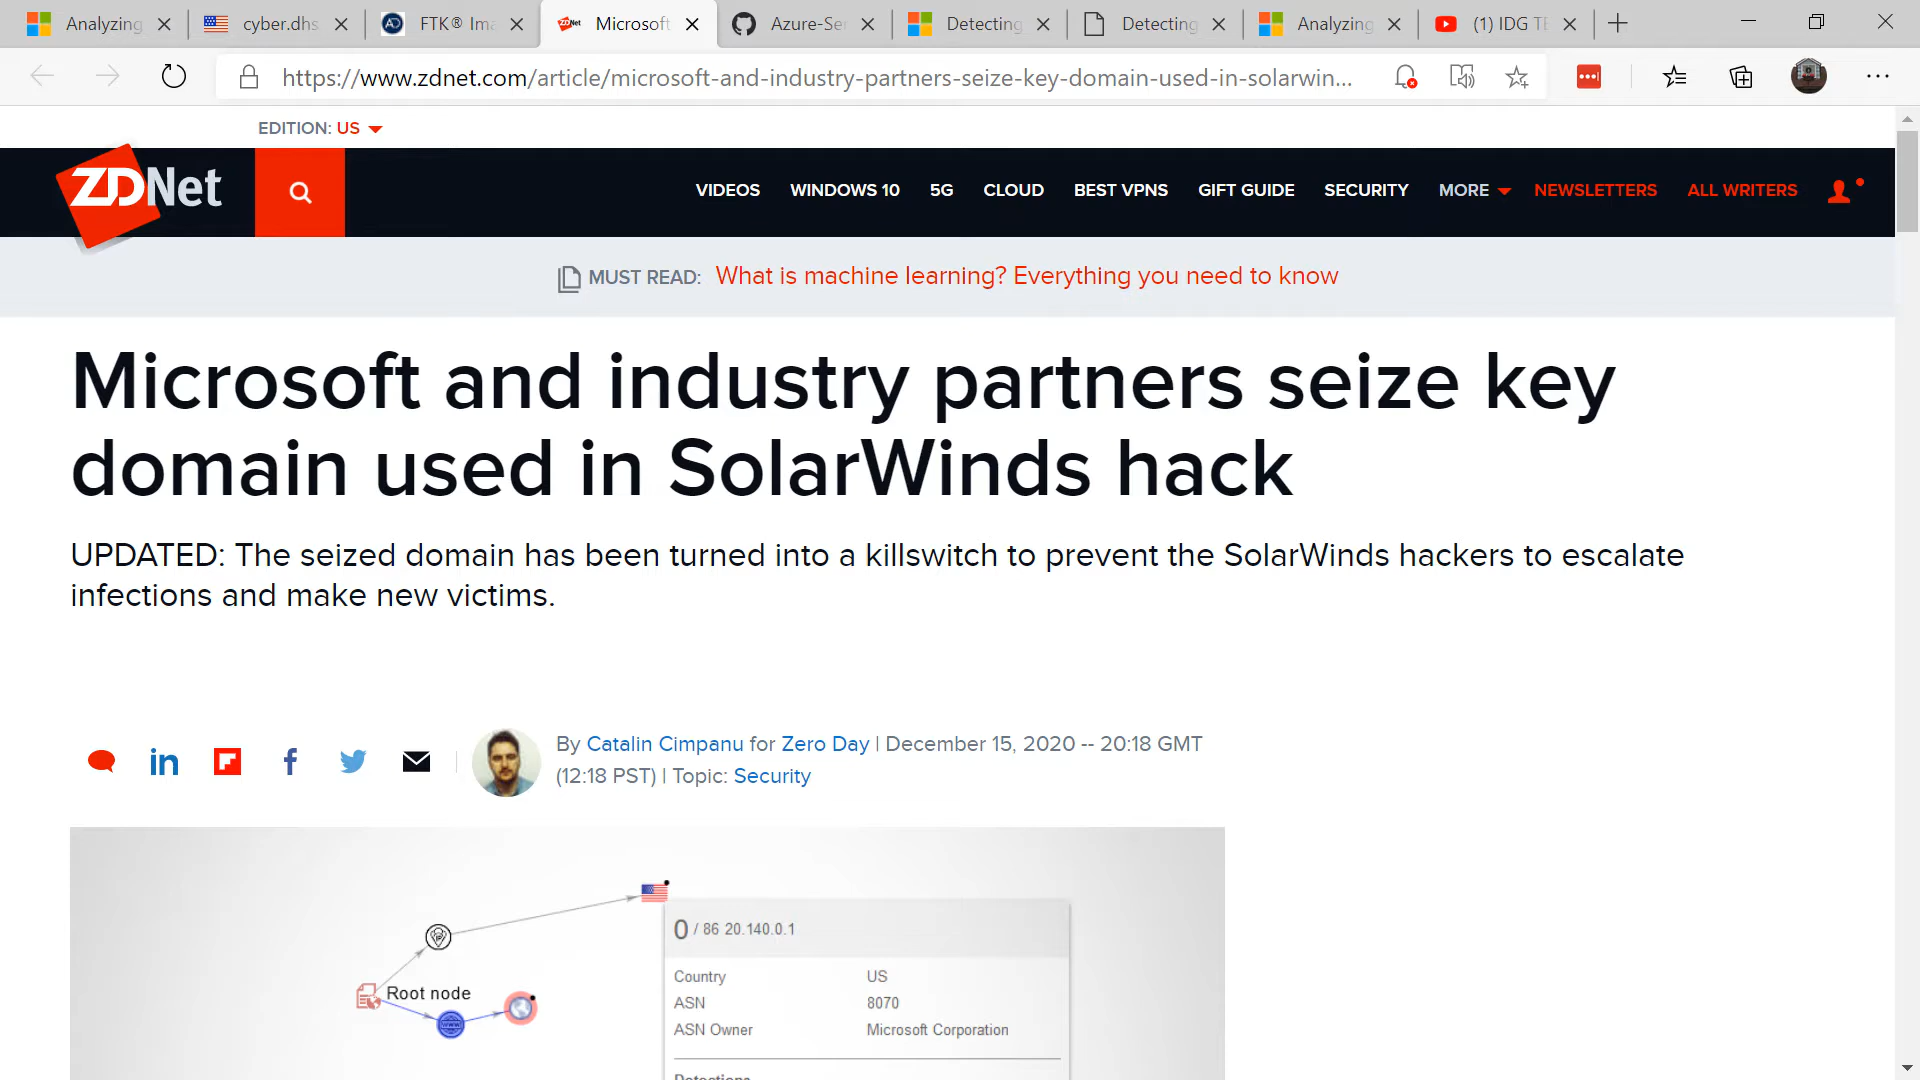 Analyzing
cyber.dhs
FTK® Ima
Microsoft
Azure-Se
Detecting
Detecting
Analyzing
(1) IDG TE
https://www.zdnet.com/article/microsoft-and-industry-partners-seize-key-domain-used-in-solarwin...
EDITION: US
ZDNet
VIDEOS
WINDOWS 10
5G
CLOUD
BEST VPNS
GIFT GUIDE
SECURITY
MORE
NEWSLETTERS
ALL WRITERS
MUST READ: What is machine learning? Everything you need to know
Microsoft and industry partners seize key
domain used in SolarWinds hack
UPDATED: The seized domain has been turned into a killswitch to prevent the SolarWinds hackers to escalate
infections and make new victims.
By Catalin Cimpanu for Zero Day | December 15, 2020 -- 20:18 GMT
(12:18 PST) | Topic: Security
0 / 86 20.140.0.1
Country US
Root node
ASN 8070
ASN Owner Microsoft Corporation